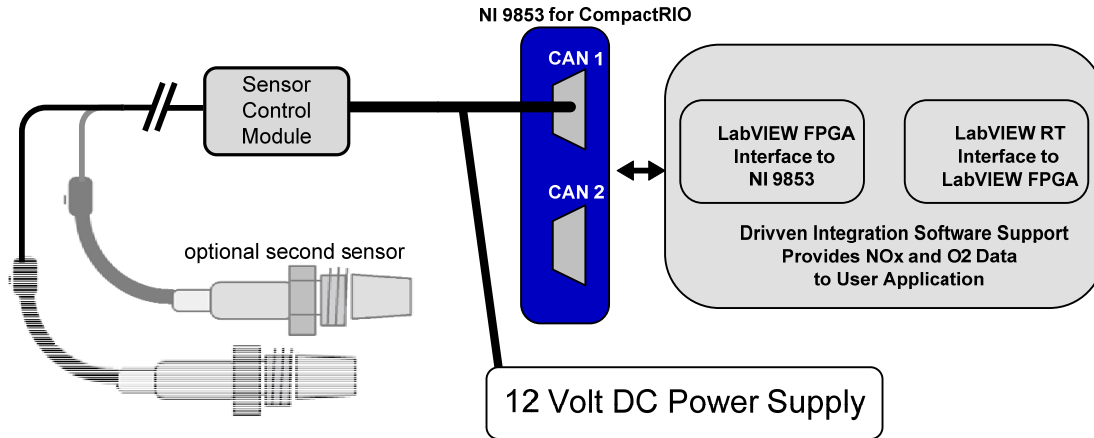 NI 9853 for CompactRIO
CAN 1
Sensor
Control
Module
LabVIEW FPGA
Interface to
NI 9853
LabVIEW RT
Interface to
LabVIEW FPGA
CAN 2
optional second sensor
Drivven Integration Software Support
Provides NOx and O2 Data
to User Application
12 Volt DC Power Supply